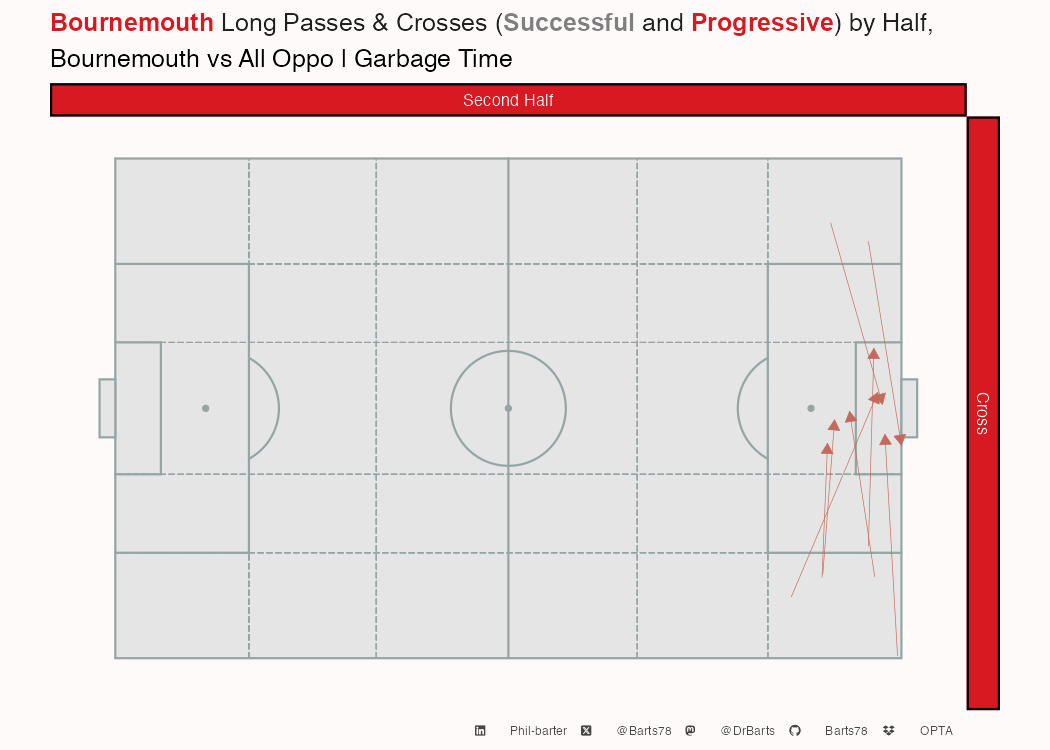 Bournemouth Long Passes & Crosses (Successful and Progressive) by Half,
Bournemouth vs All Oppo | Garbage Time
Second Half
Cross
Phil-barter @Barts78 @DrBarts Barts78 OPTA